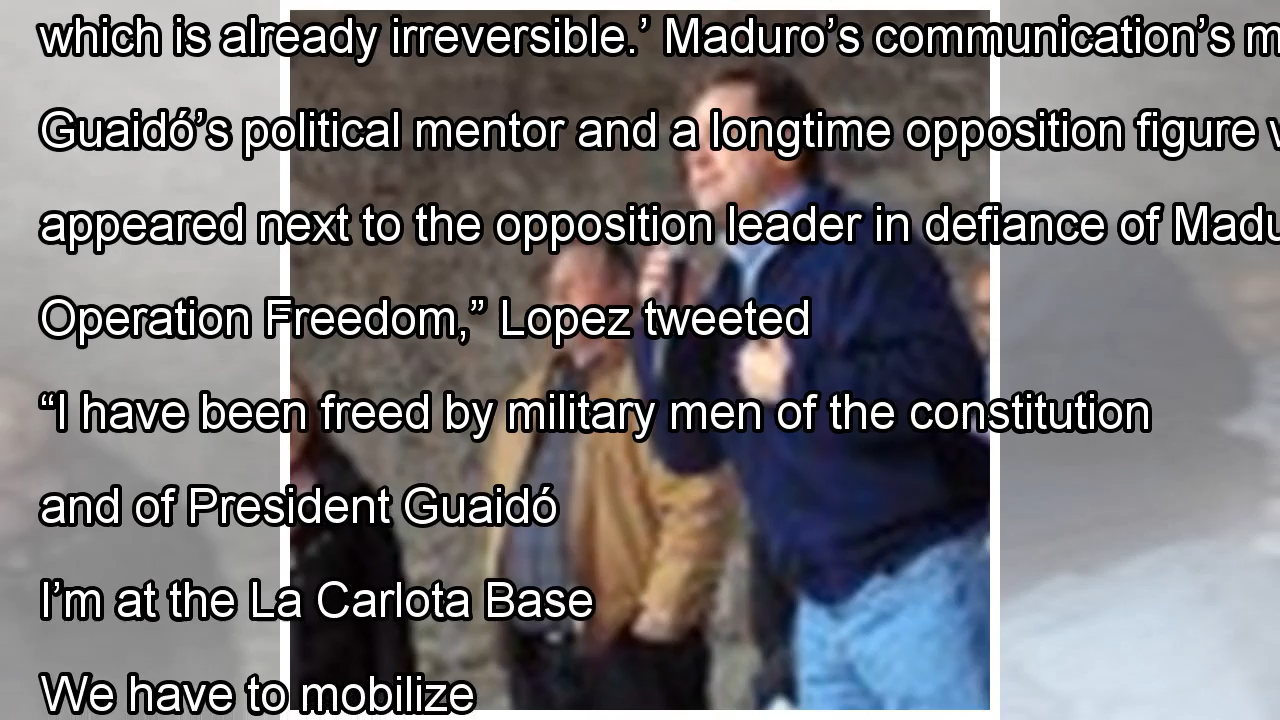 which is already irreversible.’ Maduro’s communication’s
Guaidó’s political mentor and a longtime opposition figure
appeared next to the opposition leader in defiance of
Operation Freedom,” Lopez tweeted
“I have been freed by military men of the constitution
and of President Guaidó
I’m at the La Carlota Base
We have to mobilize